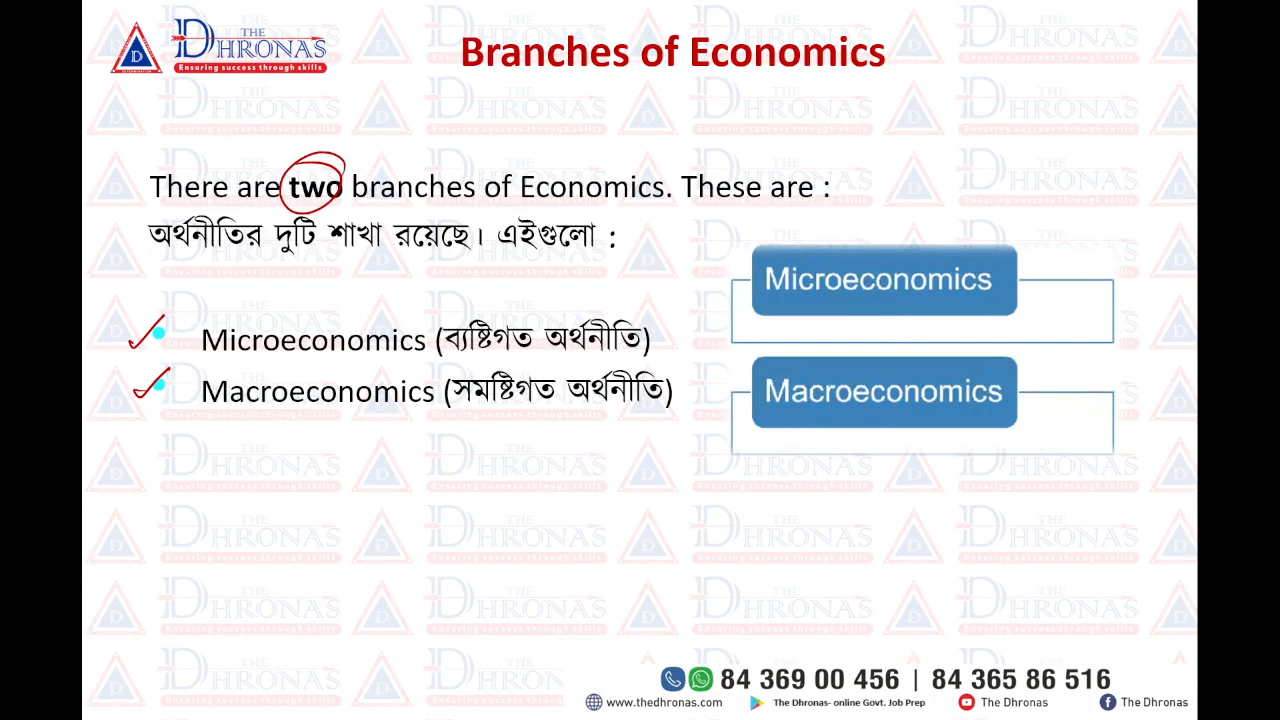 THE
DHRONAS
Ensuring success through skills
Branches of Economics
There are two branches of Economics. These are :
অর্থনীতির দুটি শাখা রয়েছে। এইগুলো :
Microeconomics (ব্যষ্টিগত অর্থনীতি)
Macroeconomics (সমষ্টিগত অর্থনীতি)
Microeconomics
Macroeconomics
84 369 00 456 | 84 365 86 516
www.thedhronas.com The Dhronas- online Govt. Job Prep The Dhronas The Dhronas